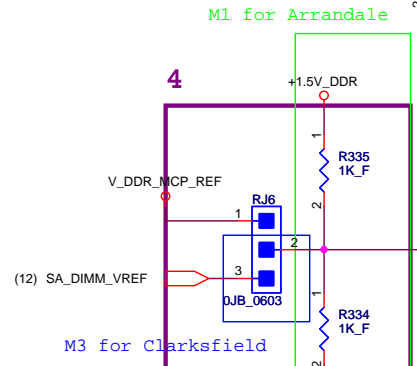 M1 for Arrandale
4
+1.5V_DDR
1
R335
1K_F
V_DDR_MCP_REF
2
RJ6
1
2
(12) SA_DIMM_VREF
3
0JB_0603
1
R334
1K_F
M3 for Clarksfield
2